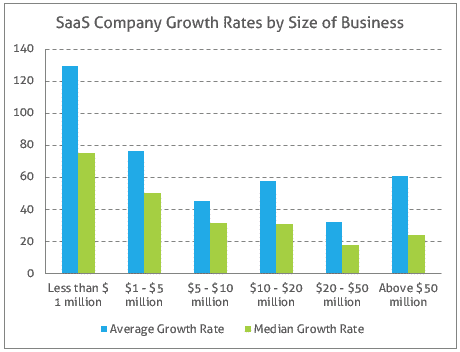 SaaS Company Growth Rates by Size of Business
140
120
100
80
60
40
20
0
Less than $ 
1 million
$1 - $5
million
$5 - $10
million
$10 - $20
million
$20 - $50
million
Above $50
million
Average Growth Rate
Median Growth Rate